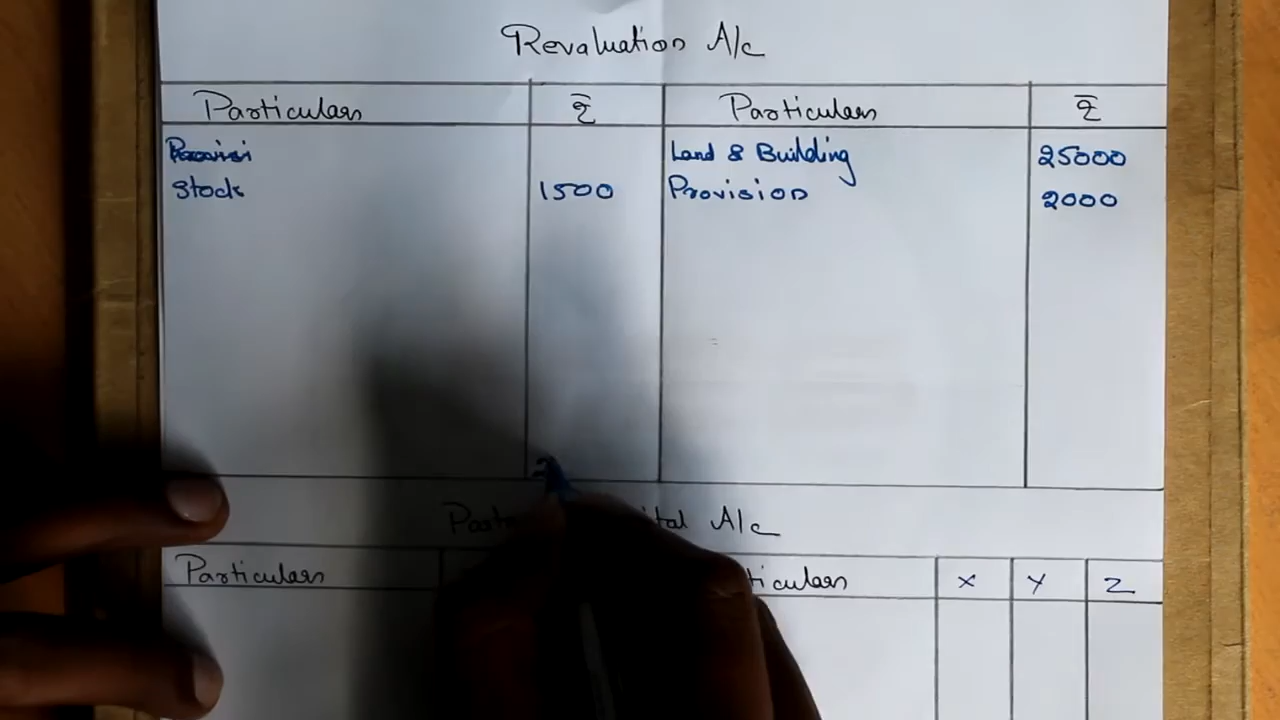 Revaluation A/c
Particulars ₹ Particulars ₹
Land & Building 25000
Stock 1500 Provision 2000
A/c
Particulars X Y Z